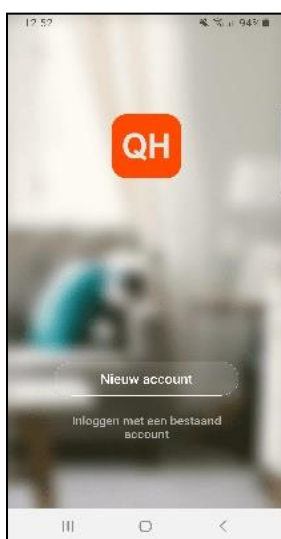 12:52
94%
QH
Nieuw account
Inloggen met een bestaand
account